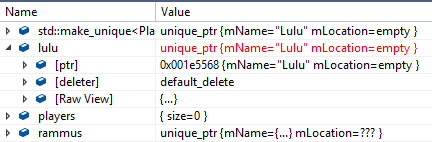 Name Value
std::make_unique<Pla unique_ptr {mName="Lulu" mLocation=empty }
lulu unique_ptr {mName="Lulu" mLocation=empty }
[ptr] 0x001e5568 {mName="Lulu" mLocation=empty }
[deleter] default_delete
[Raw View] {...}
players { size=0 }
rammus unique_ptr {mName={...} mLocation=??? }